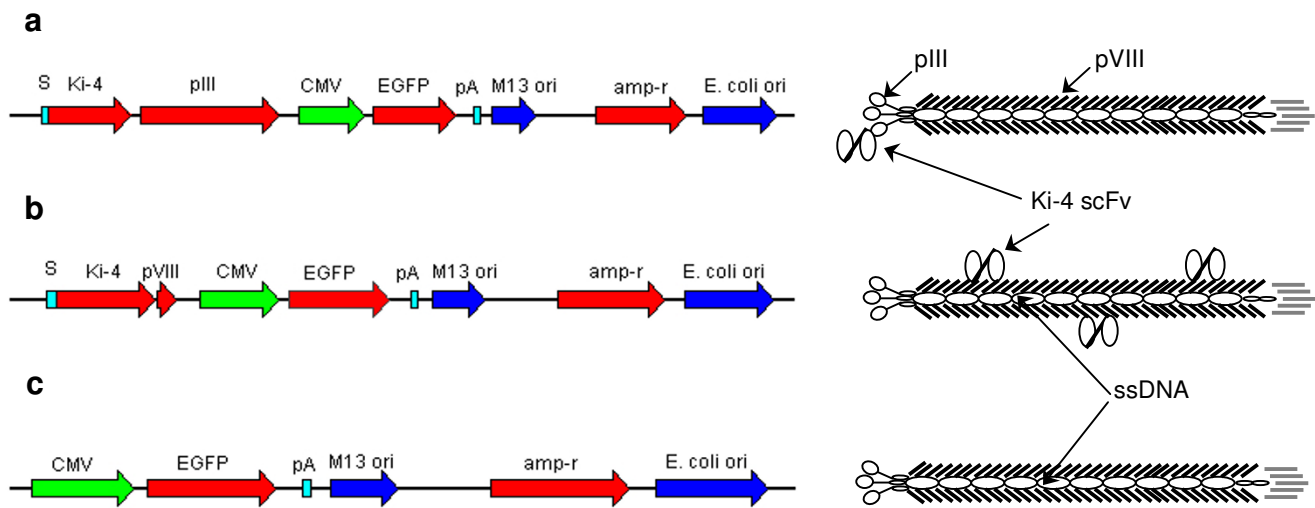 a
S Ki-4 pIII CMV EGFP pA M13 ori amp-r E. coli ori
pIII pVIII
Ki-4 scFv
b
S Ki-4 pVIII CMV EGFP pA M13 ori amp-r E. coli ori
ssDNA
c
CMV EGFP pA M13 ori amp-r E. coli ori